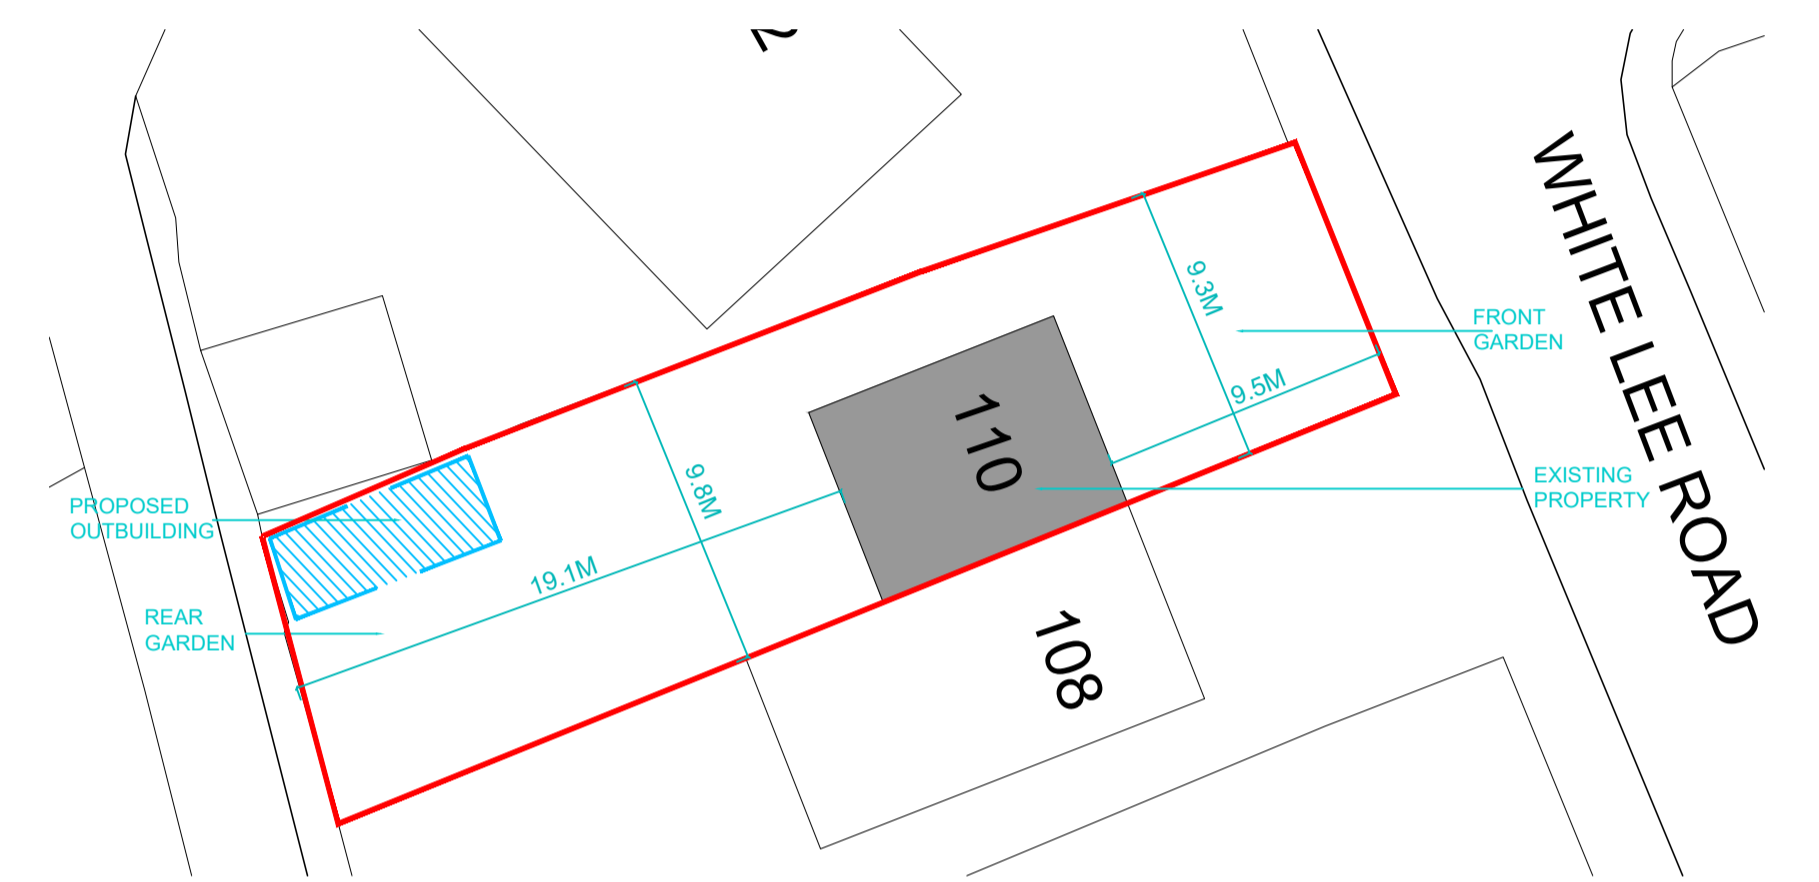 2
WHITE LEE ROAD
9.3M
FRONT
GARDEN
9.5M
110
9.8M
EXISTING
PROPERTY
PROPOSED
OUTBUILDING
19.1M
REAR
GARDEN
108